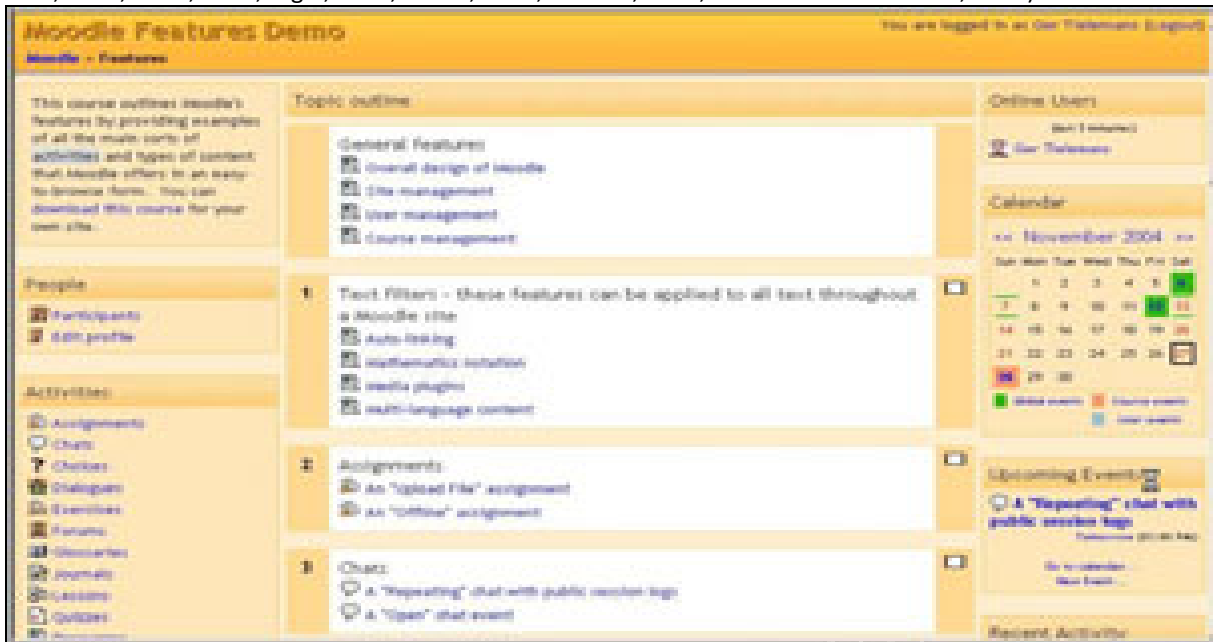 Moodle Features Demo
You are logged in as Ger Tielemans (Logout)
Moodle » Features
This course outlines Moodle's
features by providing examples
of all the main sorts of
activities and types of content
that Moodle offers in an easy-
to-browse form. You can
download this course for your
own site.
People
Participants
Edit profile
Activities
Assignments
Chats
Choices
Dialogues
Exercises
Forums
Glossaries
Journals
Lessons
Quizzes
Topic outline
General Features
Overall design of Moodle
Site management
User management
Course management
1
Text Filters - these features can be applied to all text throughout
a Moodle site
Auto-linking
Mathematics notation
Media plugins
Multi-language content
2
Assignments
An "Upload File" assignment
An "Offline" assignment
3
Chats
A "Repeating" chat with public session logs
A "Open" chat event
Online Users
(last 5 minutes)
Ger Tielemans
Calendar
<< November 2004 >>
Sun Mon Tue Wed Thu Fri Sat
1 2 3 4 5 6
7 8 9 10 11 12 13
14 15 16 17 18 19 20
21 22 23 24 25 26 27
28 29 30
Global events Course events
User events
Upcoming Events
A "Repeating" chat with
public session logs
Tomorrow
Go to calendar...
New Event...
Recent Activity